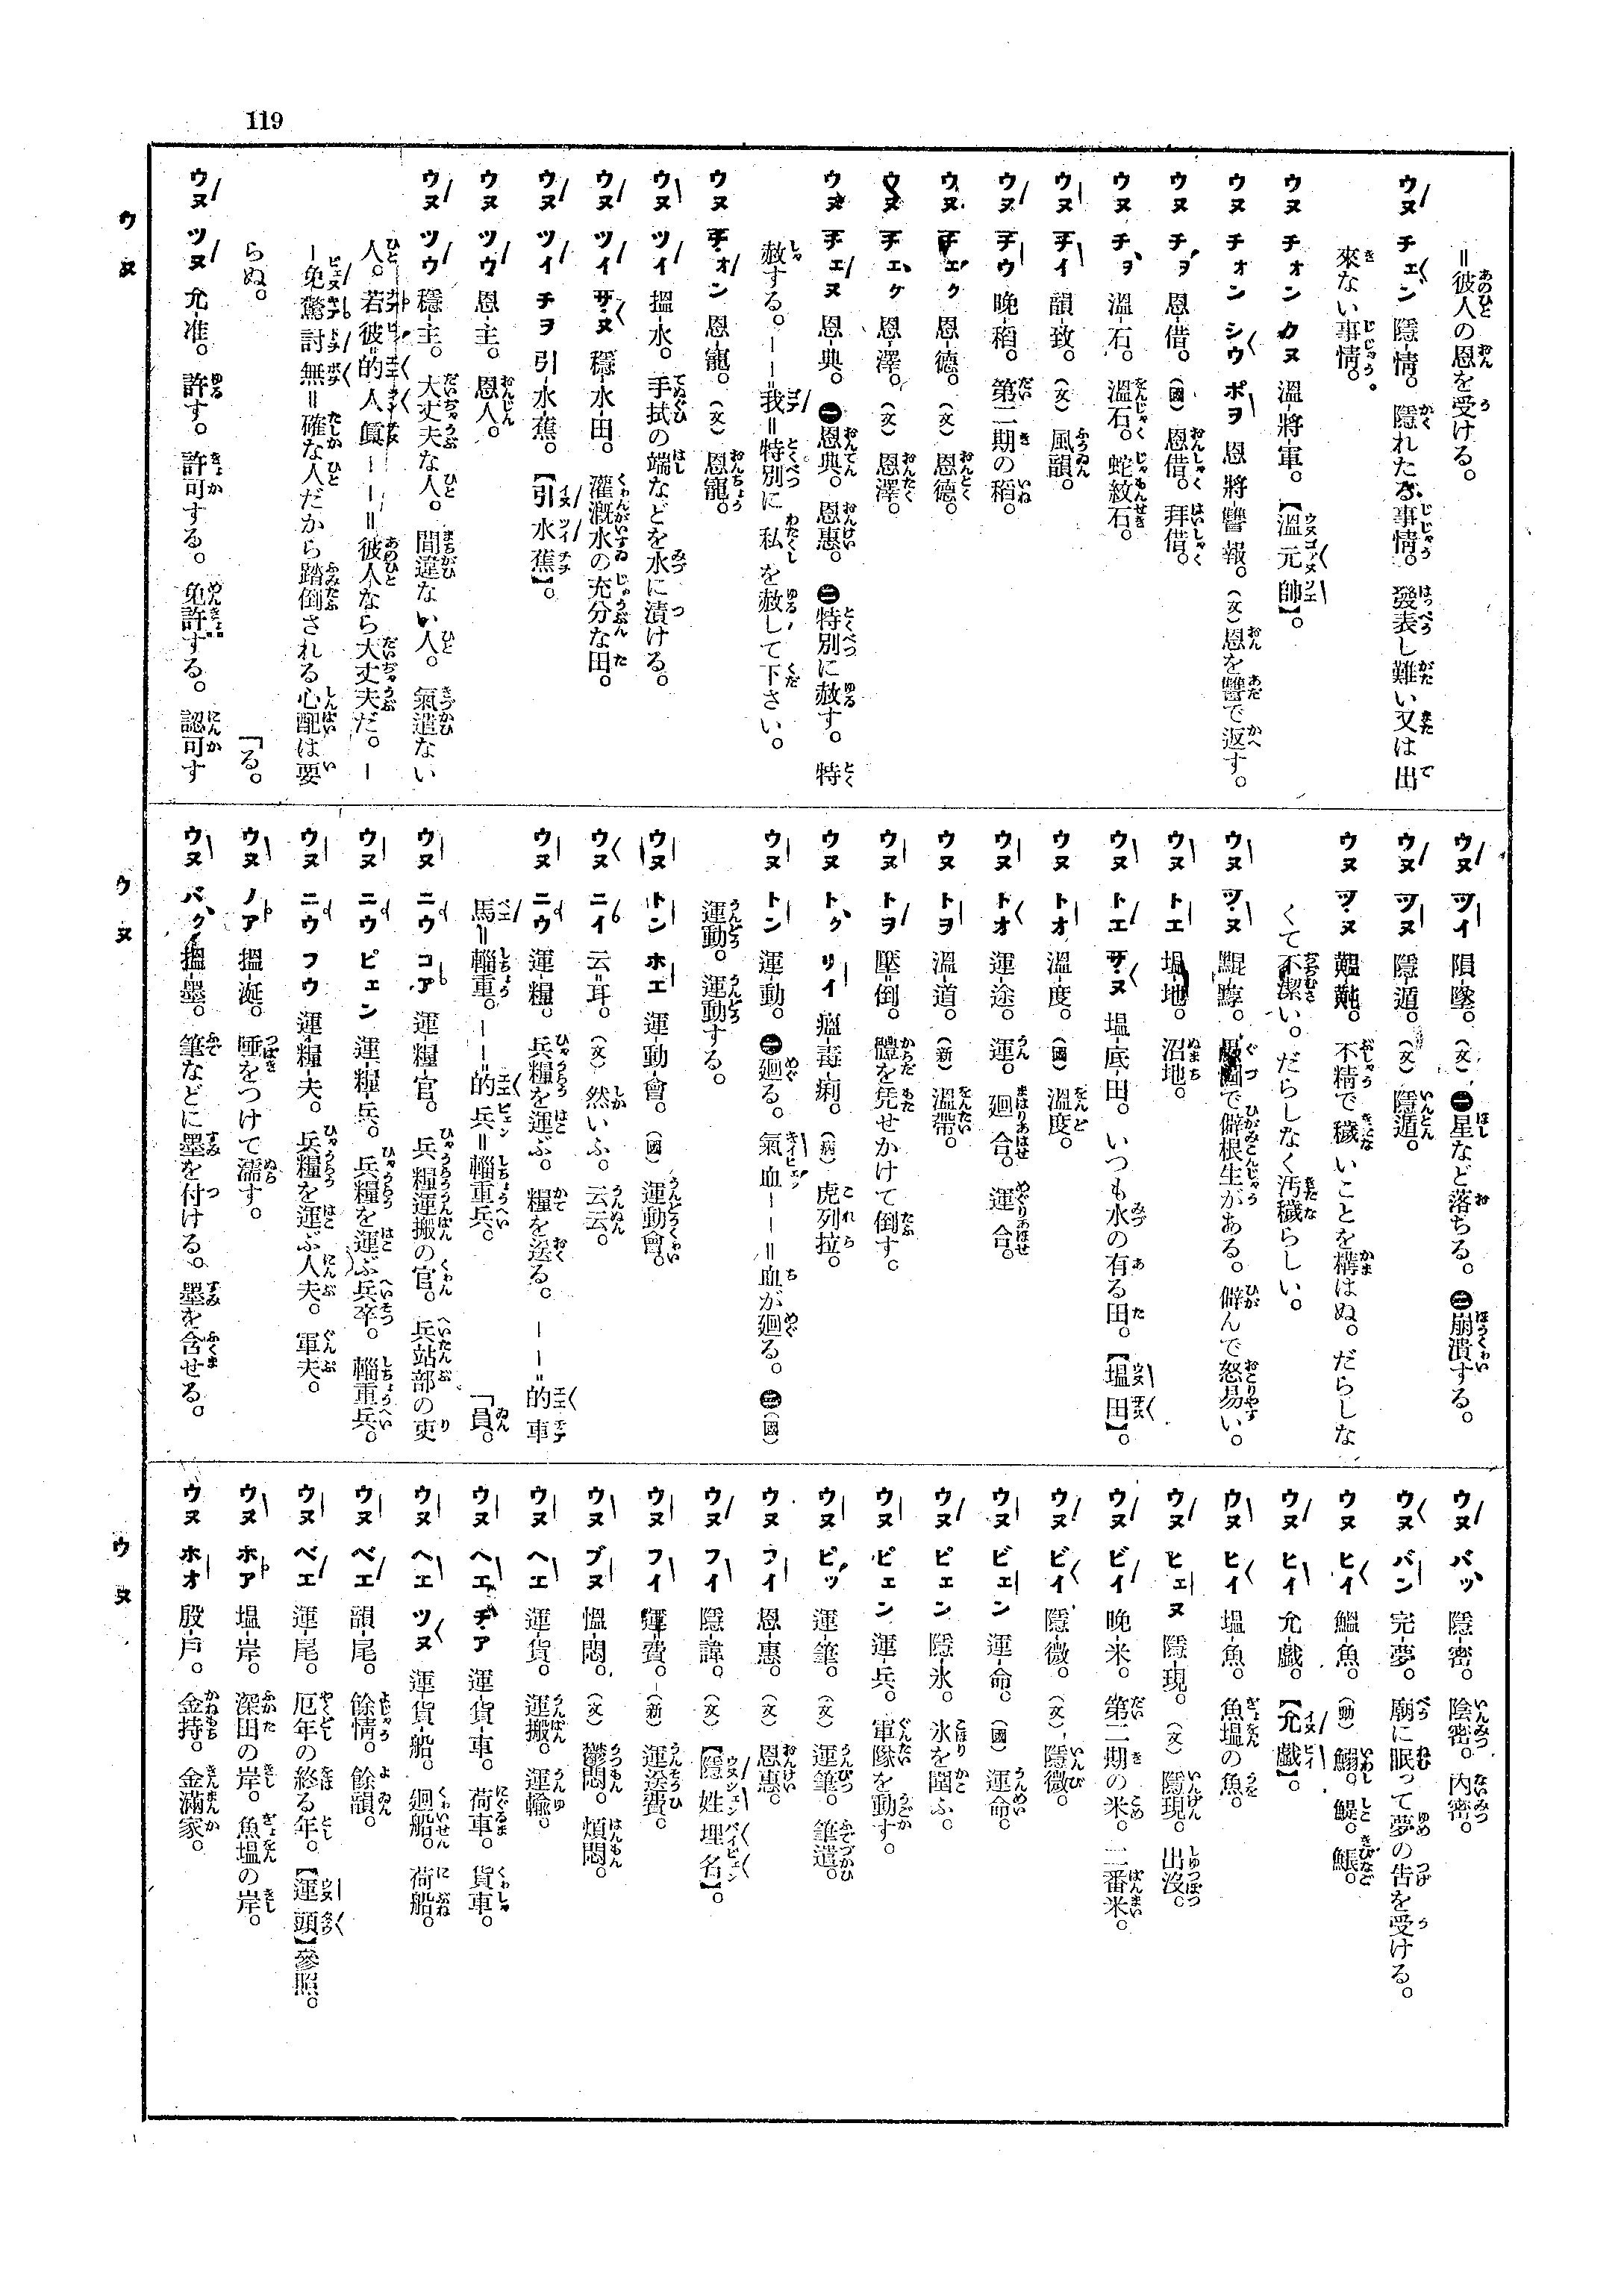 119
=彼人の恩を受ける。
ウヌ チェン 隱-情。隱れたる事情。發表し難い又は出
來ない事情。
ウヌ チォン カヌ 溫-將-軍。【溫元帥】。
ウヌ チォン シウ ポヲ 恩-將-讐-報。(文)恩を讐で返す。
ウヌ チヲ 恩-借。(國)恩借。拜借。
ウヌ チヲ 溫-石。溫石。蛇紋石。
ウヌ チイ 韻-致。(文)風韻。
ウヌ チウ 晚-稻。第二期の稻。
ウヌ チェク 恩-德。(文)恩德。
ウヌ チェク 恩-澤。(文)恩澤。
ウヌ チェヌ 恩-典。㊀恩典。恩惠。㊁特別に赦す。特
赦する。——=我=特別に私を赦して下さい。
ウヌ チォン 恩-寵。(文)恩寵。
ウヌ ツイ 搵-水。手拭の端などを水に漬ける。
ウヌ ツイ ザヌ 穩-水-田。灌漑水の充分な田。
ウヌ ツイ チヲ 引-水-蕉。【引水蕉】。
ウヌ ツウ 恩-主。恩人。
ウヌ ツウ 穩-主。大丈夫な人。間違ない人。氣遣ない
人。若彼=的人員——=彼人なら大丈夫だ。—
—免驚討無=確な人だから踏倒される心配は要
らぬ。 「る。
ウヌ ツヌ 允-准。許す。許可する。免許する。認可す
ウヌ
ウヌ ツイ 隕-墜。(文)㊀星など落ちる。㊁崩潰する。
ウヌ ツヌ 隱-遁。(文)隱遁。
ウヌ ツヌ 不精で穢いことを構はぬ。だらしな
くて不潔い。だらしなく汚穢らしい。
ウヌ ツヌ 鯤-で僻根生がある。僻んで怒易い。
ウヌ トエ 塭-地。沼地。
ウヌ トエ ザヌ 塭-底-田。いつも水の有る田。【塭田】。
ウヌ トオ 溫-度。(國)溫度。
ウヌ トオ 運-途。運。廻合。運合。
ウヌ トヲ 溫-道。(新)溫帶。
ウヌ トヲ 壓-倒。體を凭せかけて倒す。
ウヌ トク リイ 瘟-毒-痢。(病)虎列拉。
ウヌ トン 運-動。㊀廻る。氣血——=血が廻る。㊁(國)
運動。運動する。
ウヌ トン ホエ 運-動-會。(國)運動會。
ウヌ ニイ 云=耳。(文)然いふ。云云。
ウヌ ニウ 運-糧。兵糧を運ぶ。糧を送る。——=的車
馬=輜重。——=的兵=輜重兵。
ウヌ ニウ コア 運-糧-官。兵糧運搬の官。兵站部の吏
「員。
ウヌ ニウ ピェン 運-糧-兵。兵糧を運ぶ兵卒。輜重兵。
ウヌ ニウ フウ 運-糧-夫。兵糧を運ぶ人夫。軍夫。
ウヌ ノア 搵-涎。唾をつけて濡す。
ウヌ バク 搵-墨。筆などに墨を付ける。墨を含せる。
ウヌ
ウヌ バッ 隱-密。陰密。內密。
ウヌ バン 完-夢。廟に眠って夢の吿を受ける。
ウヌ ヒイ 鰮-魚。(動)鰯。鯷。
ウヌ ヒイ 允-戲。【允戲】。
ウヌ ヒイ 塭-魚。魚塭の魚。
ウヌ ヒェヌ 隱-現。(文)隱現。出沒。
ウヌ ビイ 晚-米。第二期の米。二番米。
ウヌ ビイ 隱-微。(文)隱微。
ウヌ ビェン 運-命。(國)運命。
ウヌ ピェン 隱-氷。氷を圍ふ。
ウヌ ピェン 運-兵。軍隊を動す。
ウヌ ピッ 運-筆。(文)運筆。筆遣。
ウヌ フイ 恩-惠。(文)恩惠。
ウヌ フイ 隱-諱。(文)【隱姓埋名】。
ウヌ フイ 運-費。(新)運送費。
ウヌ ブヌ 慍-悶。(文)鬱悶。煩悶。
ウヌ ヘエ 運-貨。運搬。運輸。
ウヌ ヘエ チア 運-貨-車。荷車。貨車。
ウヌ ヘエ ツヌ 運-貨-船。廻船。荷船。
ウヌ ベエ 韻-尾。餘情。餘韻。
ウヌ ベエ 運-尾。厄年の終る年。【運頭】參照。
ウヌ ホア 塭-岸。深田の岸。魚塭の岸。
ウヌ ホオ 殷-戶。金持。金滿家。
ウヌ